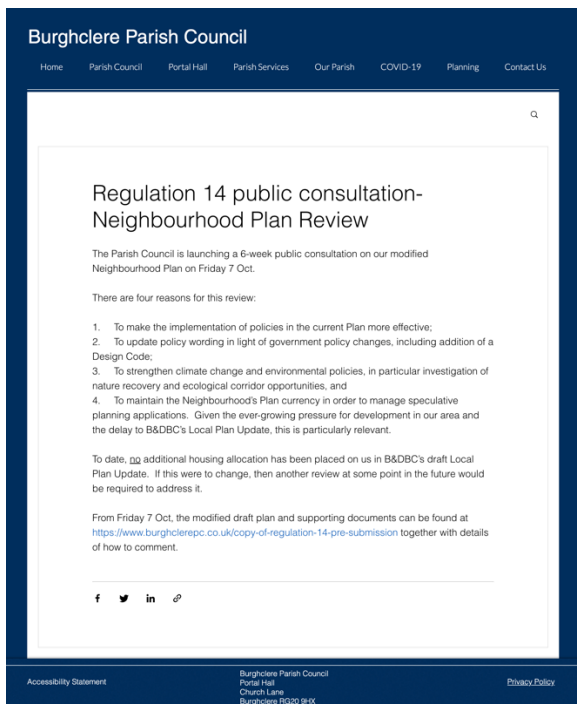 Burghclere Parish Council
Home Parish Council Portal Hall Parish Services Our Parish COVID-19 Planning Contact Us
Regulation 14 public consultation-
Neighbourhood Plan Review
The Parish Council is launching a 6-week public consultation on our modified
Neighbourhood Plan on Friday 7 Oct.
There are four reasons for this review:
1. To make the implementation of policies in the current Plan more effective;
2. To update policy wording in light of government policy changes, including addition of a
Design Code;
3. To strengthen climate change and environmental policies, in particular investigation of
nature recovery and ecological corridor opportunities, and
4. To maintain the Neighbourhood's Plan currency in order to manage speculative
planning applications. Given the ever-growing pressure for development in our area and
the delay to B&DBC's Local Plan Update, this is particularly relevant.
To date, no additional housing allocation has been placed on us in B&DBC's draft Local
Plan Update. If this were to change, then another review at some point in the future would
be required to address it.
From Friday 7 Oct, the modified draft plan and supporting documents can be found at
https://www.burghclerepc.co.uk/copy-of-regulation-14-pre-submission together with details
of how to comment.
Accessibility Statement
Burghclere Parish Council
Portal Hall
Church Lane
Burghclere RG20 9HX
Privacy Policy